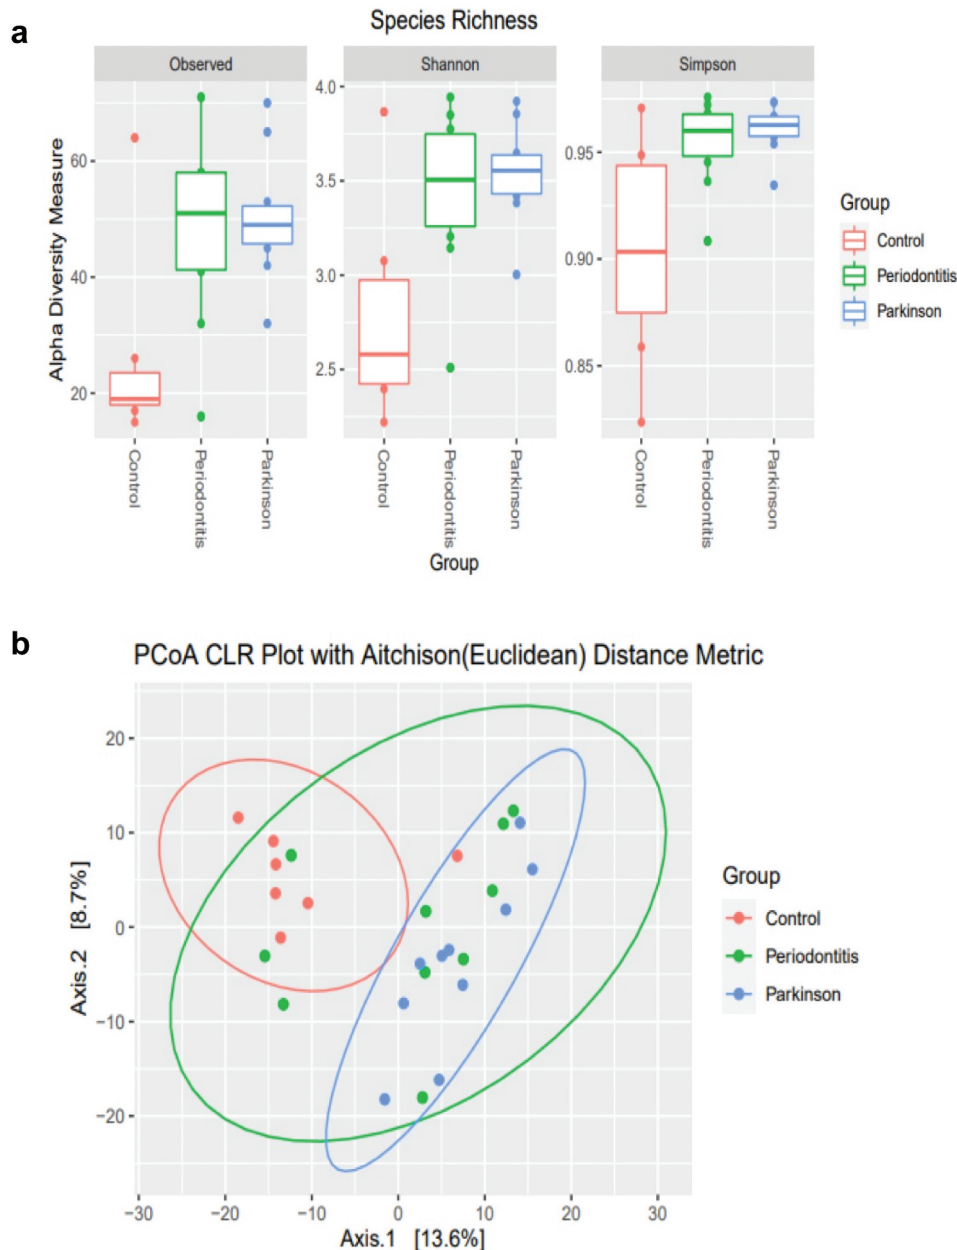 a
Species Richness
Observed
Shannon
Simpson
Alpha Diversity Measure
60
40
20
4.0
3.5
3.0
2.5
0.95
0.90
0.85
Control
Periodontitis
Parkinson
Control
Periodontitis
Parkinson
Control
Periodontitis
Parkinson
Group
Group
Control
Periodontitis
Parkinson
b
PCoA CLR Plot with Aitchison(Euclidean) Distance Metric
Axis.2 [8.7%]
20
10
0
−10
−20
−30
−20
−10
0
10
20
30
Axis.1 [13.6%]
Group
Control
Periodontitis
Parkinson